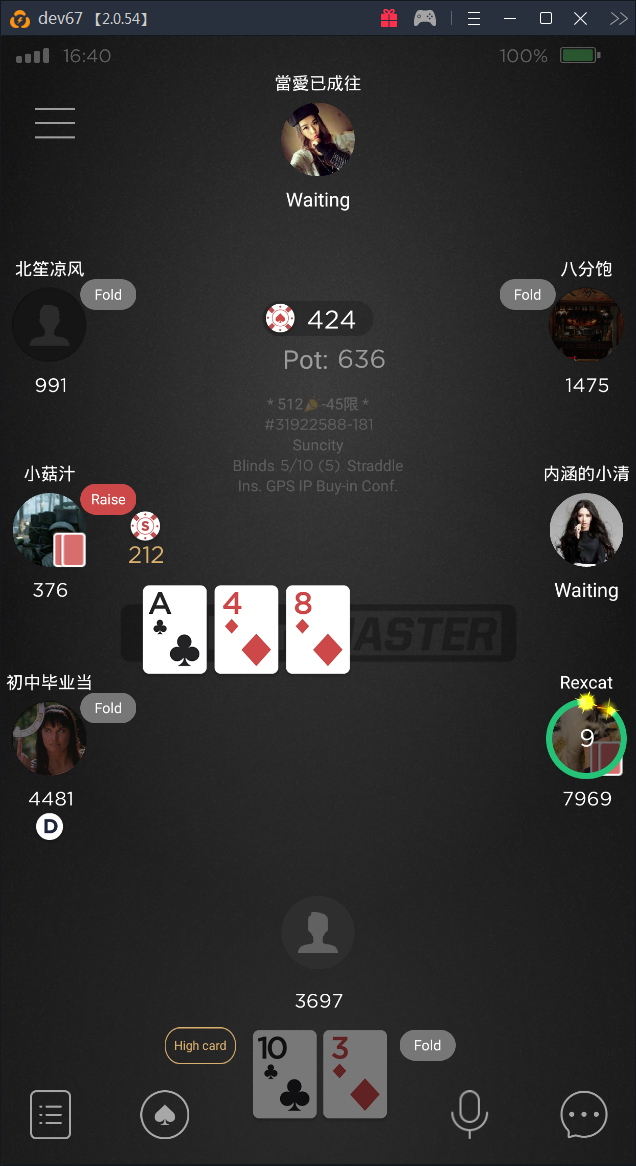 dev67 【2.0.54】
16:40
100%
當愛已成往
Waiting
北笙凉风
Fold
991
八分饱
Fold
1475
424
Pot: 636
* 512 -45限 *
#31922588-181
Suncity
Blinds 5/10 (5) Straddle
Ins. GPS IP Buy-in Conf.
小菇汁
Raise
S
212
376
内涵的小清
Waiting
A
4
8
ASTER
初中毕业当
Fold
4481
D
Rexcat
9
7969
3697
High card
10
3
Fold